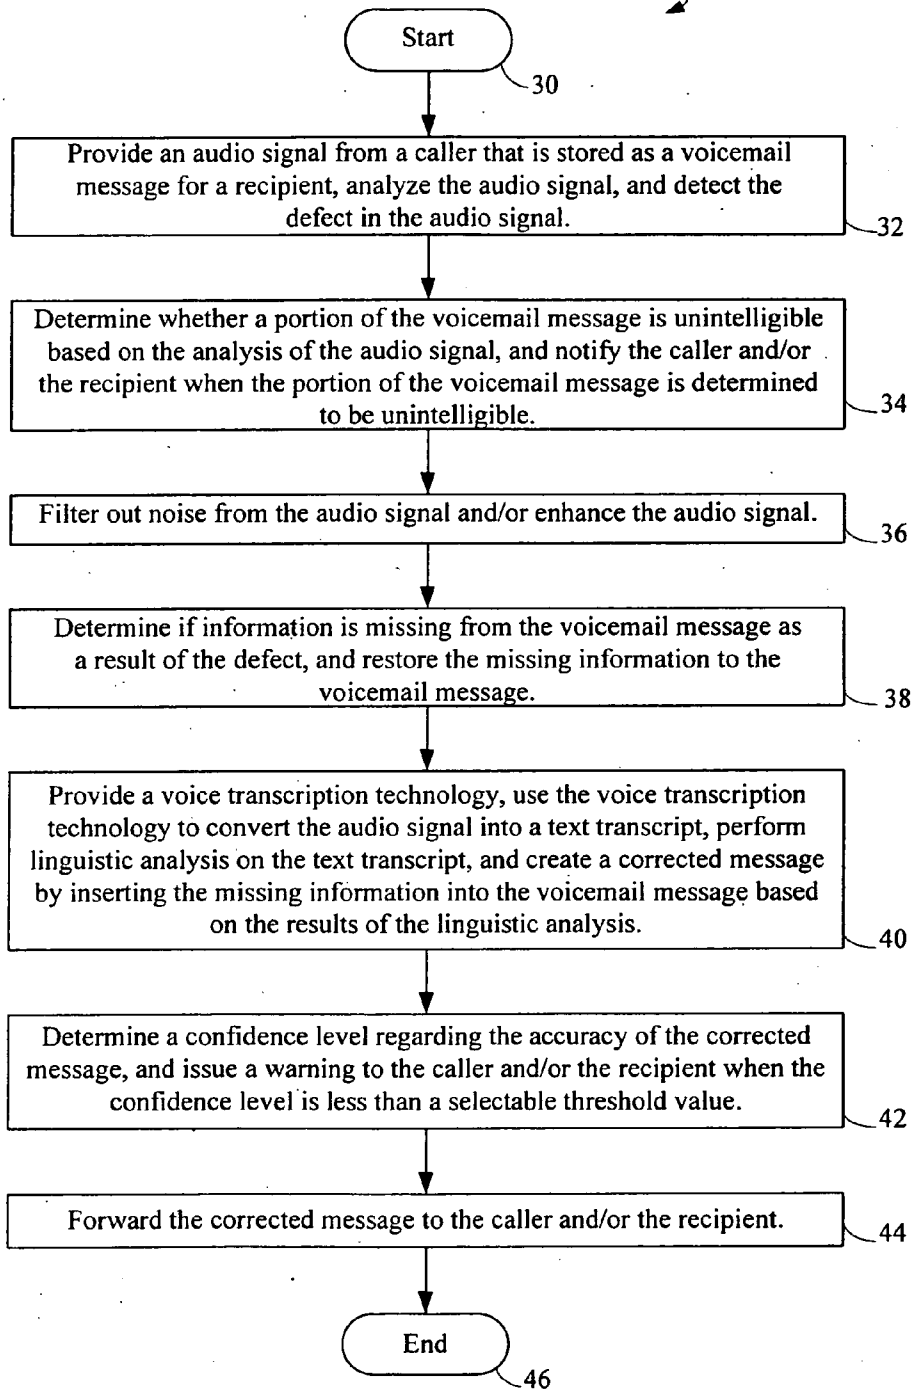 Start
30
Provide an audio signal from a caller that is stored as a voicemail
message for a recipient, analyze the audio signal, and detect the
defect in the audio signal.
32
Determine whether a portion of the voicemail message is unintelligible
based on the analysis of the audio signal, and notify the caller and/or
the recipient when the portion of the voicemail message is determined
to be unintelligible.
34
Filter out noise from the audio signal and/or enhance the audio signal.
36
Determine if information is missing from the voicemail message as
a result of the defect, and restore the missing information to the
voicemail message.
38
Provide a voice transcription technology, use the voice transcription
technology to convert the audio signal into a text transcript, perform
linguistic analysis on the text transcript, and create a corrected message
by inserting the missing information into the voicemail message based
on the results of the linguistic analysis.
40
Determine a confidence level regarding the accuracy of the corrected
message, and issue a warning to the caller and/or the recipient when the
confidence level is less than a selectable threshold value.
42
Forward the corrected message to the caller and/or the recipient.
44
End
46